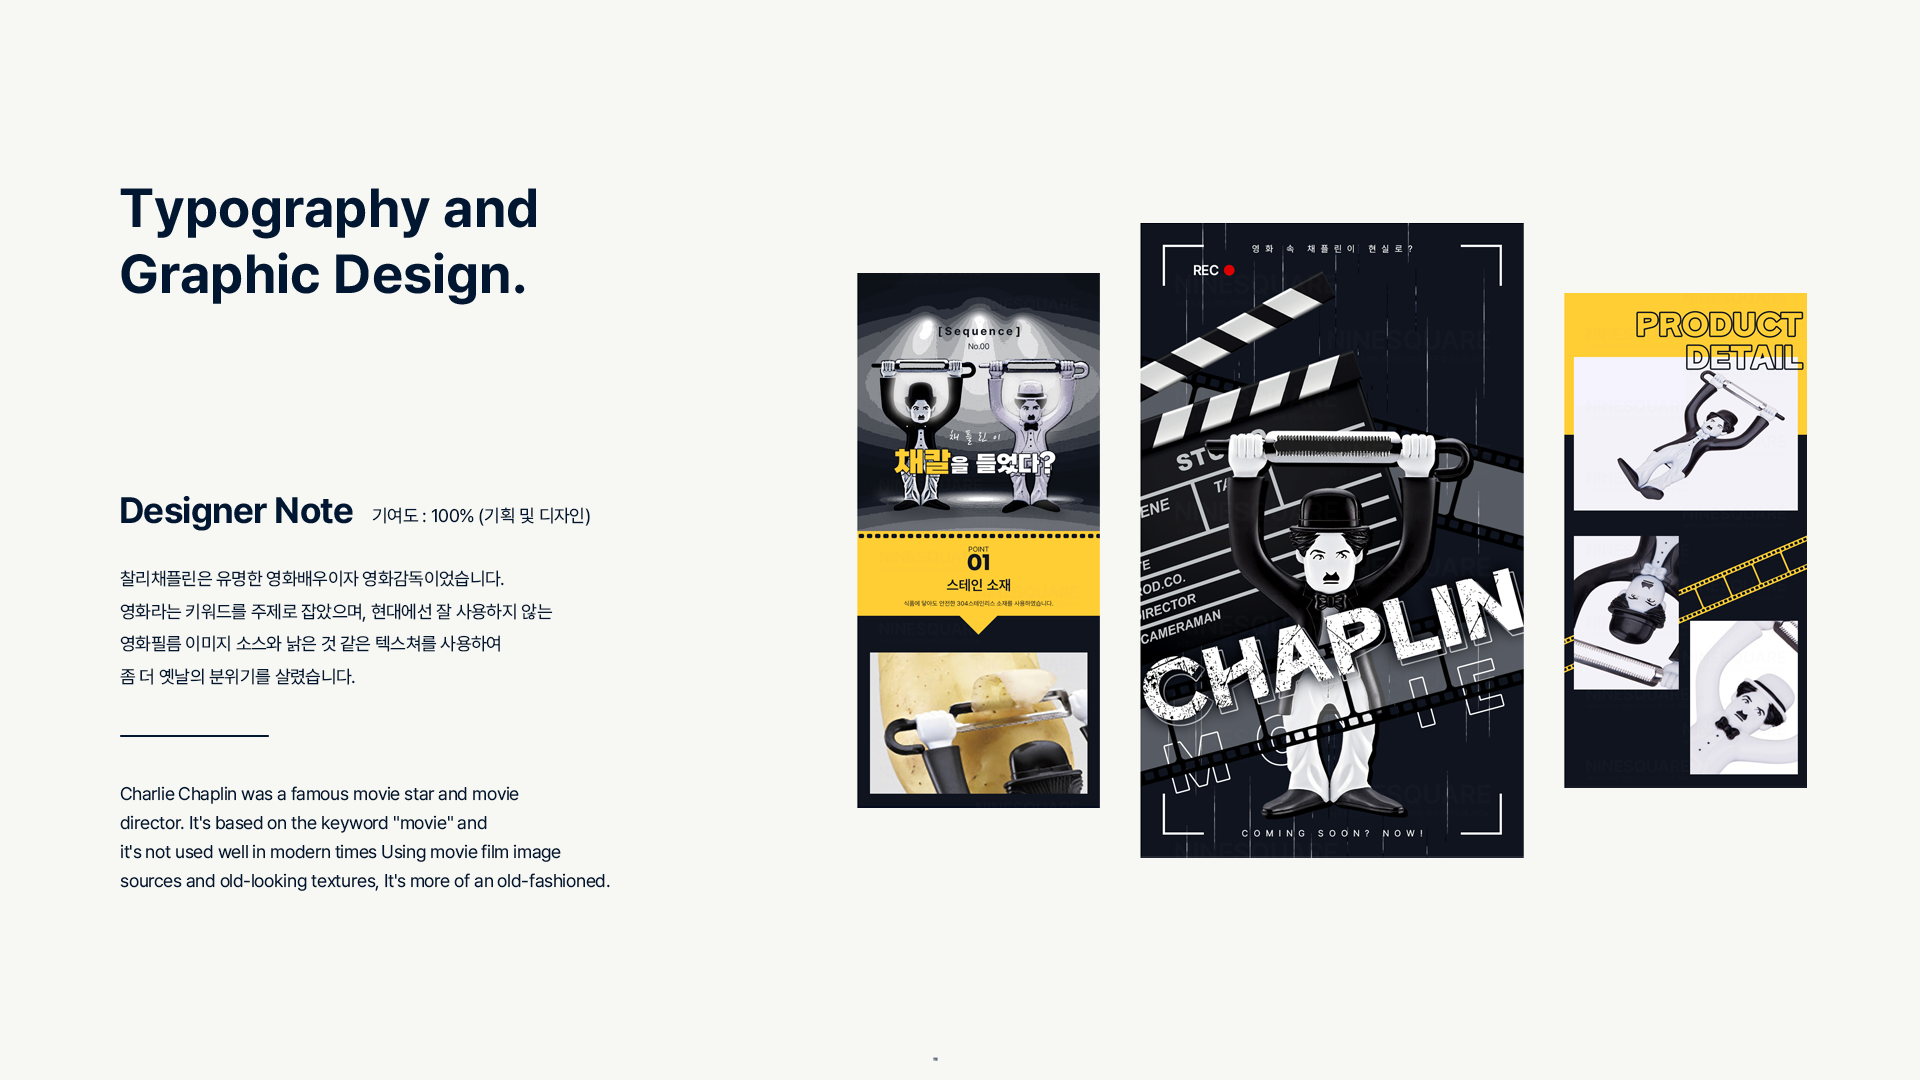 Typography and
Graphic Design.
Designer Note 기여도 : 100% (기획 및 디자인)
찰리채플린은 유명한 영화배우이자 영화감독이었습니다.
영화라는 키워드를 주제로 잡았으며, 현대에선 잘 사용하지 않는
영화필름 이미지 소스와 낡은 것 같은 텍스쳐를 사용하여
좀 더 옛날의 분위기를 살렸습니다.
Charlie Chaplin was a famous movie star and movie
director. It's based on the keyword "movie" and
it's not used well in modern times Using movie film image
sources and old-looking textures, It's more of an old-fashioned.
[Sequence]
No.00
채플린이
채칼을 들었다?
POINT
01
스테인 소재
식품에 닿아도 안전한 304스테인리스 소재를 사용하였습니다.
영화 속 채플린이 현실로?
REC
NINESQUARE
CHAPLIN
COMING SOON? NOW!
PRODUCT
DETAIL